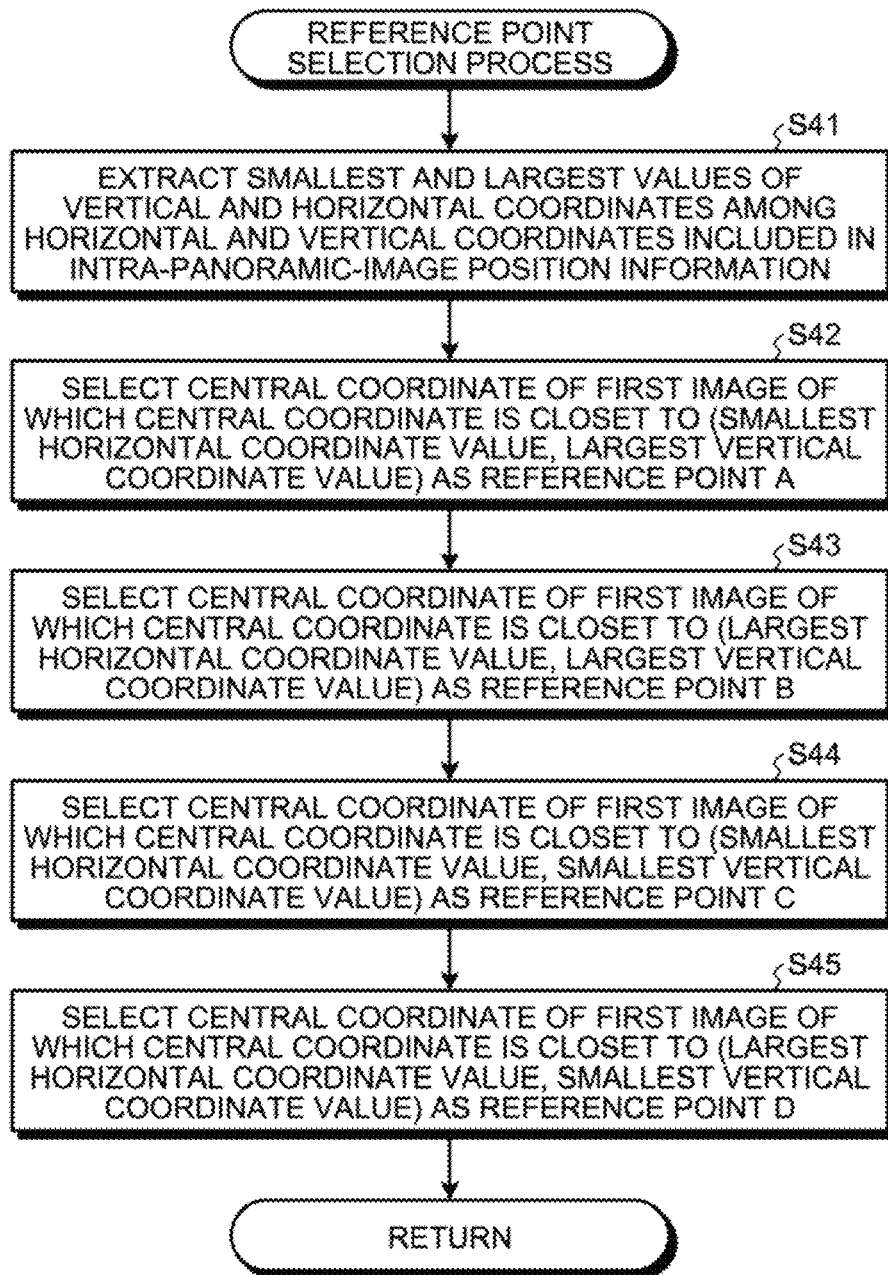 REFERENCE POINT
SELECTION PROCESS
S41
EXTRACT SMALLEST AND LARGEST VALUES OF
VERTICAL AND HORIZONTAL COORDINATES AMONG
HORIZONTAL AND VERTICAL COORDINATES INCLUDED IN
INTRA-PANORAMIC-IMAGE POSITION INFORMATION
S42
SELECT CENTRAL COORDINATE OF FIRST IMAGE OF
WHICH CENTRAL COORDINATE IS CLOSET TO (SMALLEST
HORIZONTAL COORDINATE VALUE, LARGEST VERTICAL
COORDINATE VALUE) AS REFERENCE POINT A
S43
SELECT CENTRAL COORDINATE OF FIRST IMAGE OF
WHICH CENTRAL COORDINATE IS CLOSET TO (LARGEST
HORIZONTAL COORDINATE VALUE, LARGEST VERTICAL
COORDINATE VALUE) AS REFERENCE POINT B
S44
SELECT CENTRAL COORDINATE OF FIRST IMAGE OF
WHICH CENTRAL COORDINATE IS CLOSET TO (SMALLEST
HORIZONTAL COORDINATE VALUE, SMALLEST VERTICAL
COORDINATE VALUE) AS REFERENCE POINT C
S45
SELECT CENTRAL COORDINATE OF FIRST IMAGE OF
WHICH CENTRAL COORDINATE IS CLOSET TO (LARGEST
HORIZONTAL COORDINATE VALUE, SMALLEST VERTICAL
COORDINATE VALUE) AS REFERENCE POINT D
RETURN